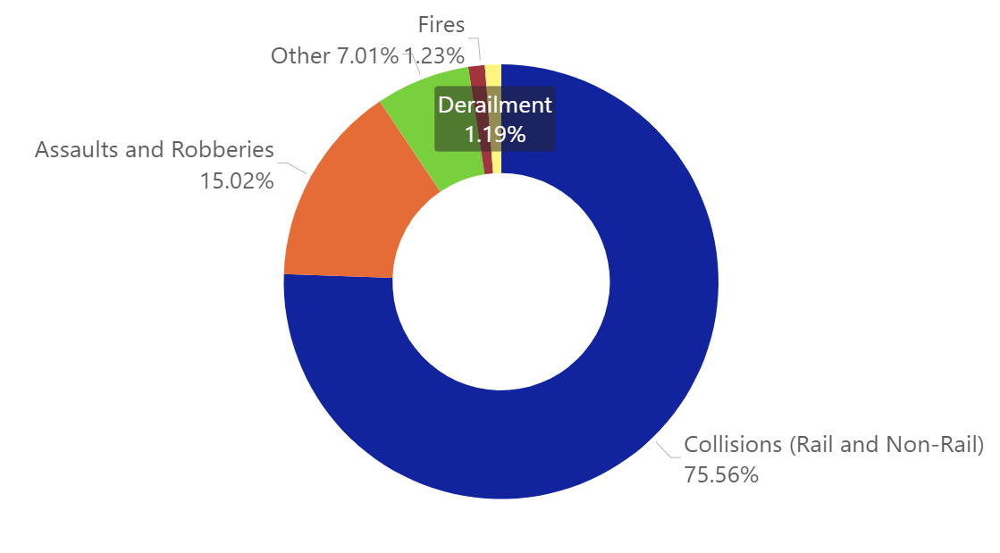 Fires
1.23%
Other 7.01%
Derailment
1.19%
Assaults and Robberies
15.02%
Collisions (Rail and Non-Rail)
75.56%